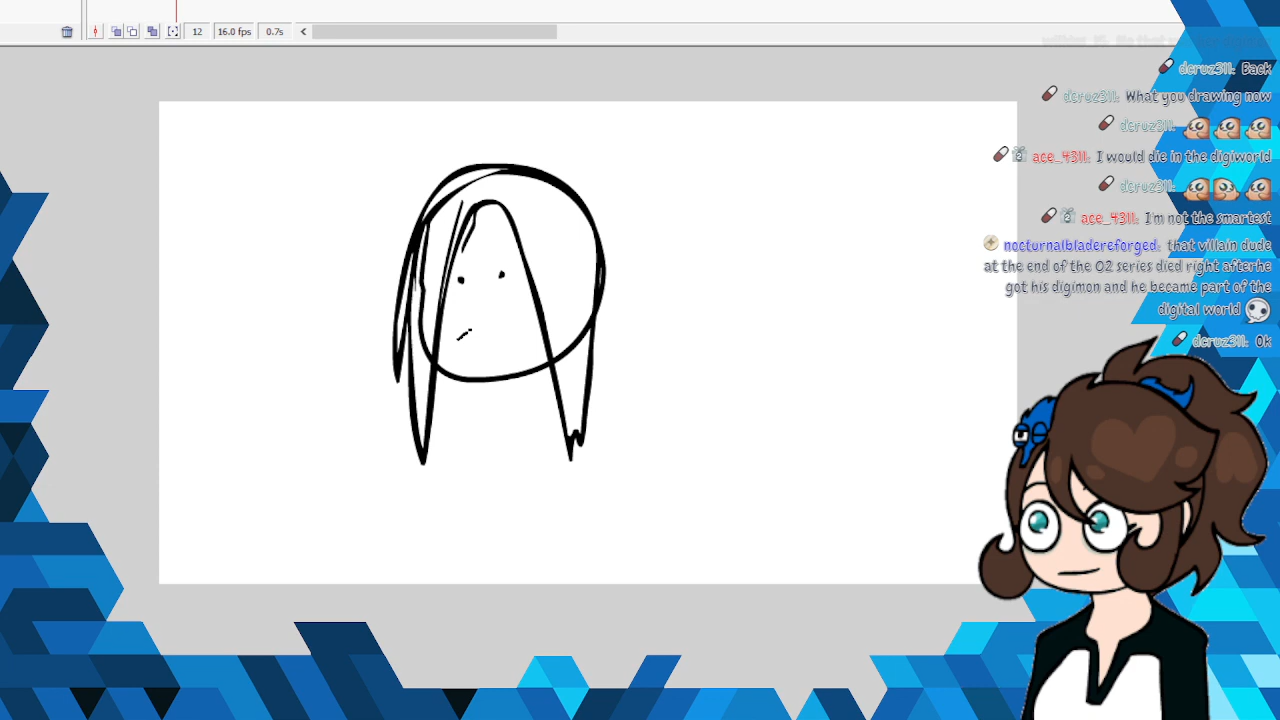 12 16.0 fps 0.7s
dcruz311: Back
dcruz311: What you drawing now
dcruz311:
ace_4311: I would die in the digiworld
dcruz311:
ace_4311: I'm not the smartest
nocturnalbladereforged: that villain dude
at the end of the 02 series died right afterhe
got his digimon and he became part of the
digital world
dcruz311: Ok